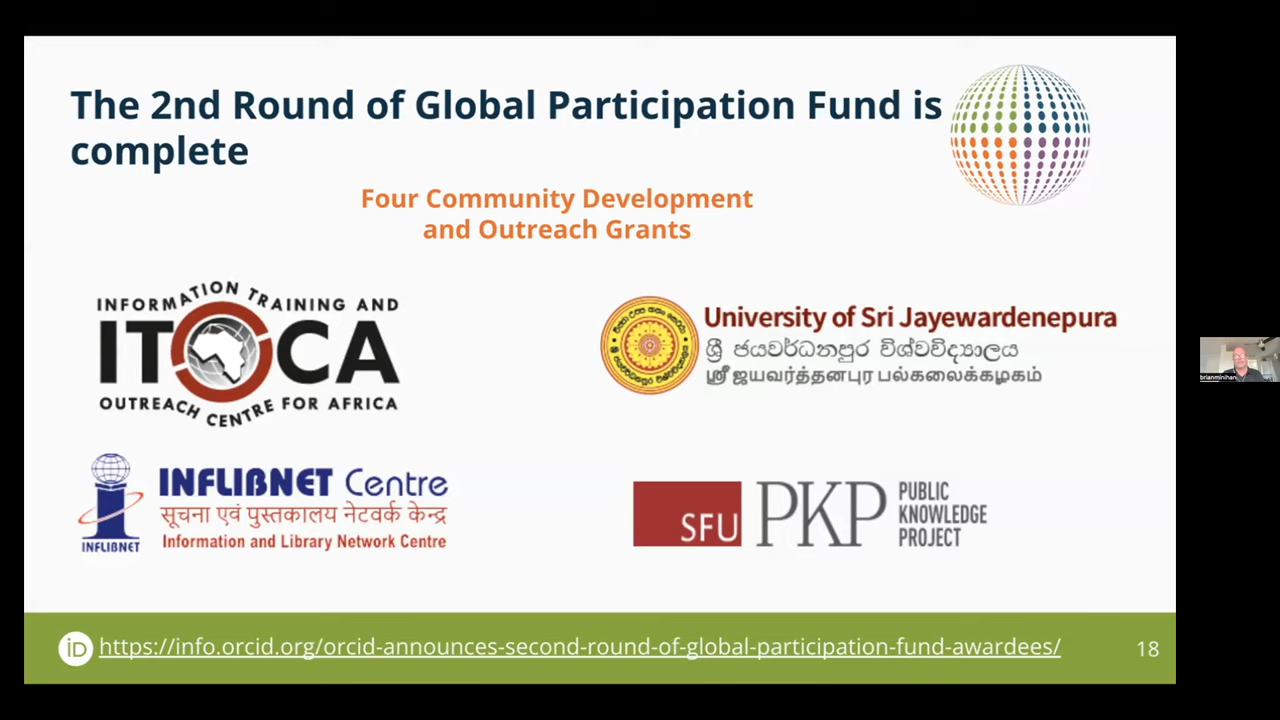 The 2nd Round of Global Participation Fund is
complete
Four Community Development
and Outreach Grants
INFORMATION TRAINING AND
ITOCA
OUTREACH CENTRE FOR AFRICA
University of Sri Jayewardenepura
ශ්‍රී ජයවර්ධනපුර විශ්වවිද්‍යාලය
ஸ்ரீ ஜயவர்த்தனபுர பல்கலைக்கழகம்
INFLIBNET
INFLIBNET Centre
सूचना एवं पुस्तकालय नेटवर्क केन्द्र
Information and Library Network Centre
SFU
PKP
PUBLIC
KNOWLEDGE
PROJECT
iD
https://info.orcid.org/orcid-announces-second-round-of-global-participation-fund-awardees/
18
brianminihan